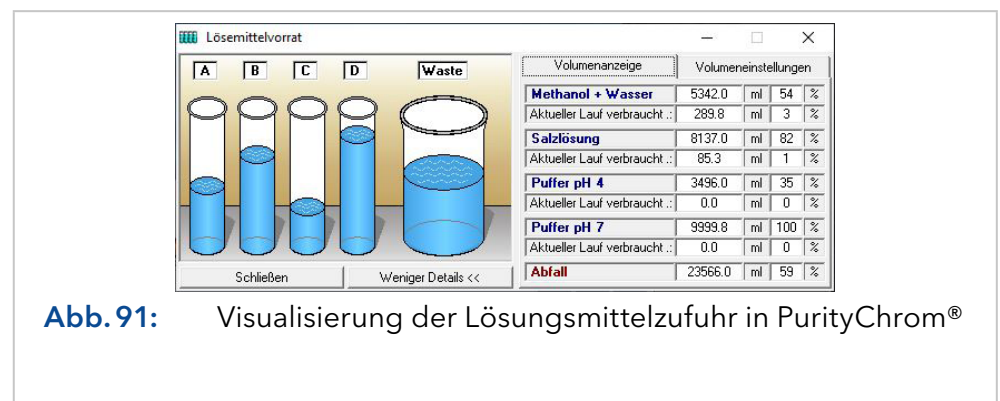 Lösemittelvorrat
A B C D Waste
Volumenanzeige Volumeneinstellungen
Methanol + Wasser 5342.0 ml 54 %
Aktueller Lauf verbraucht .: 289.8 ml 3 %
Salzlösung 8137.0 ml 82 %
Aktueller Lauf verbraucht .: 85.3 ml 1 %
Puffer pH 4 3496.0 ml 35 %
Aktueller Lauf verbraucht .: 0.0 ml 0 %
Puffer pH 7 9999.8 ml 100 %
Aktueller Lauf verbraucht .: 0.0 ml 0 %
Abfall 23566.0 ml 59 %
Schließen Weniger Details <<
Abb. 91: Visualisierung der Lösungsmittelzufuhr in PurityChrom®